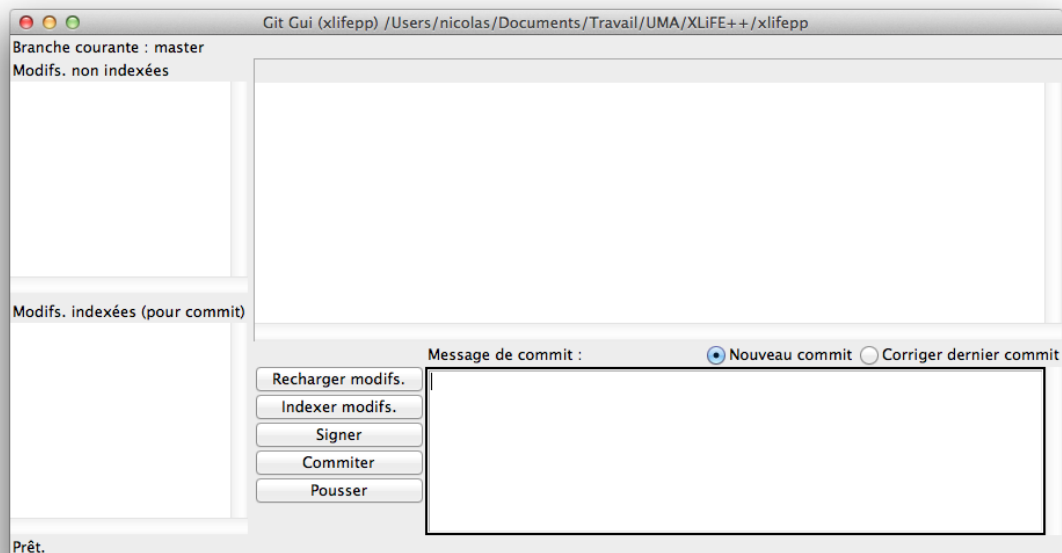 Git Gui (xlifepp) /Users/nicolas/Documents/Travail/UMA/XLiFE++/xlifepp
Branche courante : master
Modifs. non indexées
Modifs. indexées (pour commit)
Message de commit :
Nouveau commit
Corriger dernier commit
Recharger modifs.
Indexer modifs.
Signer
Commiter
Pousser
Prêt.